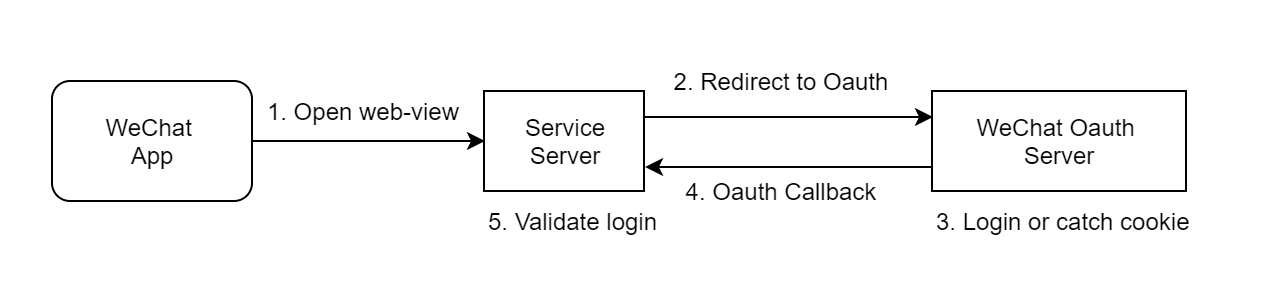 WeChat
App
1. Open web-view
Service
Server
5. Validate login
2. Redirect to Oauth
4. Oauth Callback
WeChat Oauth
Server
3. Login or catch cookie